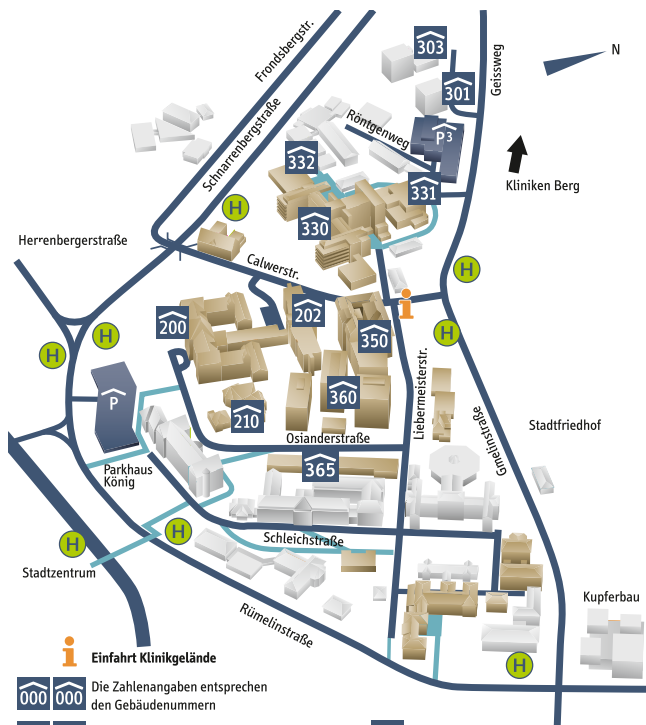 Frondsbergstr.
303
Geissweg
N
301
Schnarrenbergstraße
Röntgenweg
P3
332
331
Kliniken Berg
H
330
Herrenbergerstraße
Calwerstr.
H
i
200
202
350
H
H
H
Liebermeisterstr.
360
P
210
Gmelinstraße
Stadtfriedhof
Osianderstraße
Parkhaus
König
365
H
H
Schleichstraße
Stadtzentrum
Rümelinstraße
Kupferbau
i Einfahrt Klinikgelände
H
000 000 Die Zahlenangaben entsprechen
den Gebäudenummern